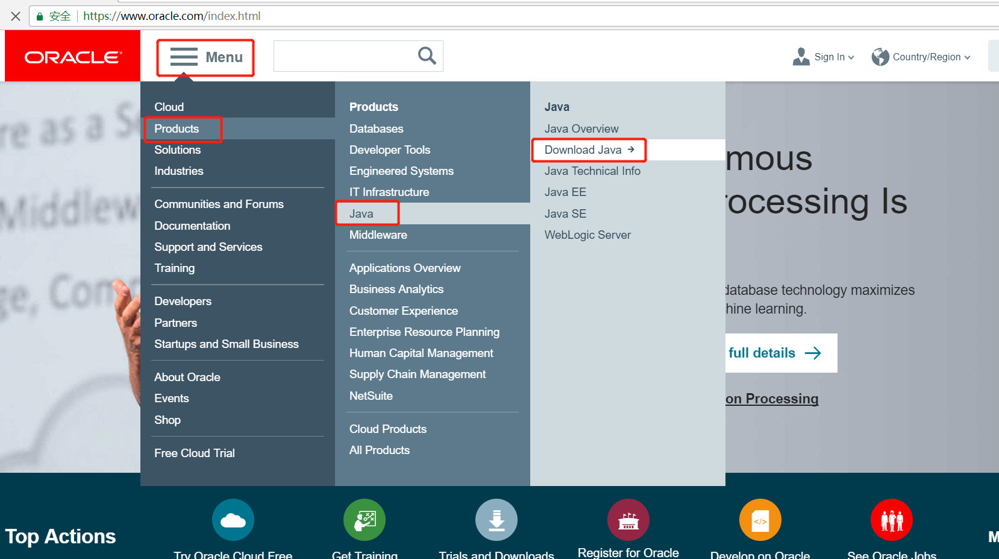 安全 https://www.oracle.com/index.html
ORACLE
Menu
Sign In
Country/Region
Cloud
Products
Solutions
Industries
Communities and Forums
Documentation
Support and Services
Training
Developers
Partners
Startups and Small Business
About Oracle
Events
Shop
Free Cloud Trial
Products
Databases
Developer Tools
Engineered Systems
IT Infrastructure
Java
Middleware
Applications Overview
Business Analytics
Customer Experience
Enterprise Resource Planning
Human Capital Management
Supply Chain Management
NetSuite
Cloud Products
All Products
Java
Java Overview
Download Java →
Java Technical Info
Java EE
Java SE
WebLogic Server
re as a S
Middlew
ge, Com
mous
ocessing Is
database technology maximizes
hine learning.
full details →
on Processing
Top Actions
Try Oracle Cloud Free
Get Training
Trials and Downloads
Register for Oracle
</>
Develop on Oracle
See Oracle Jobs
M